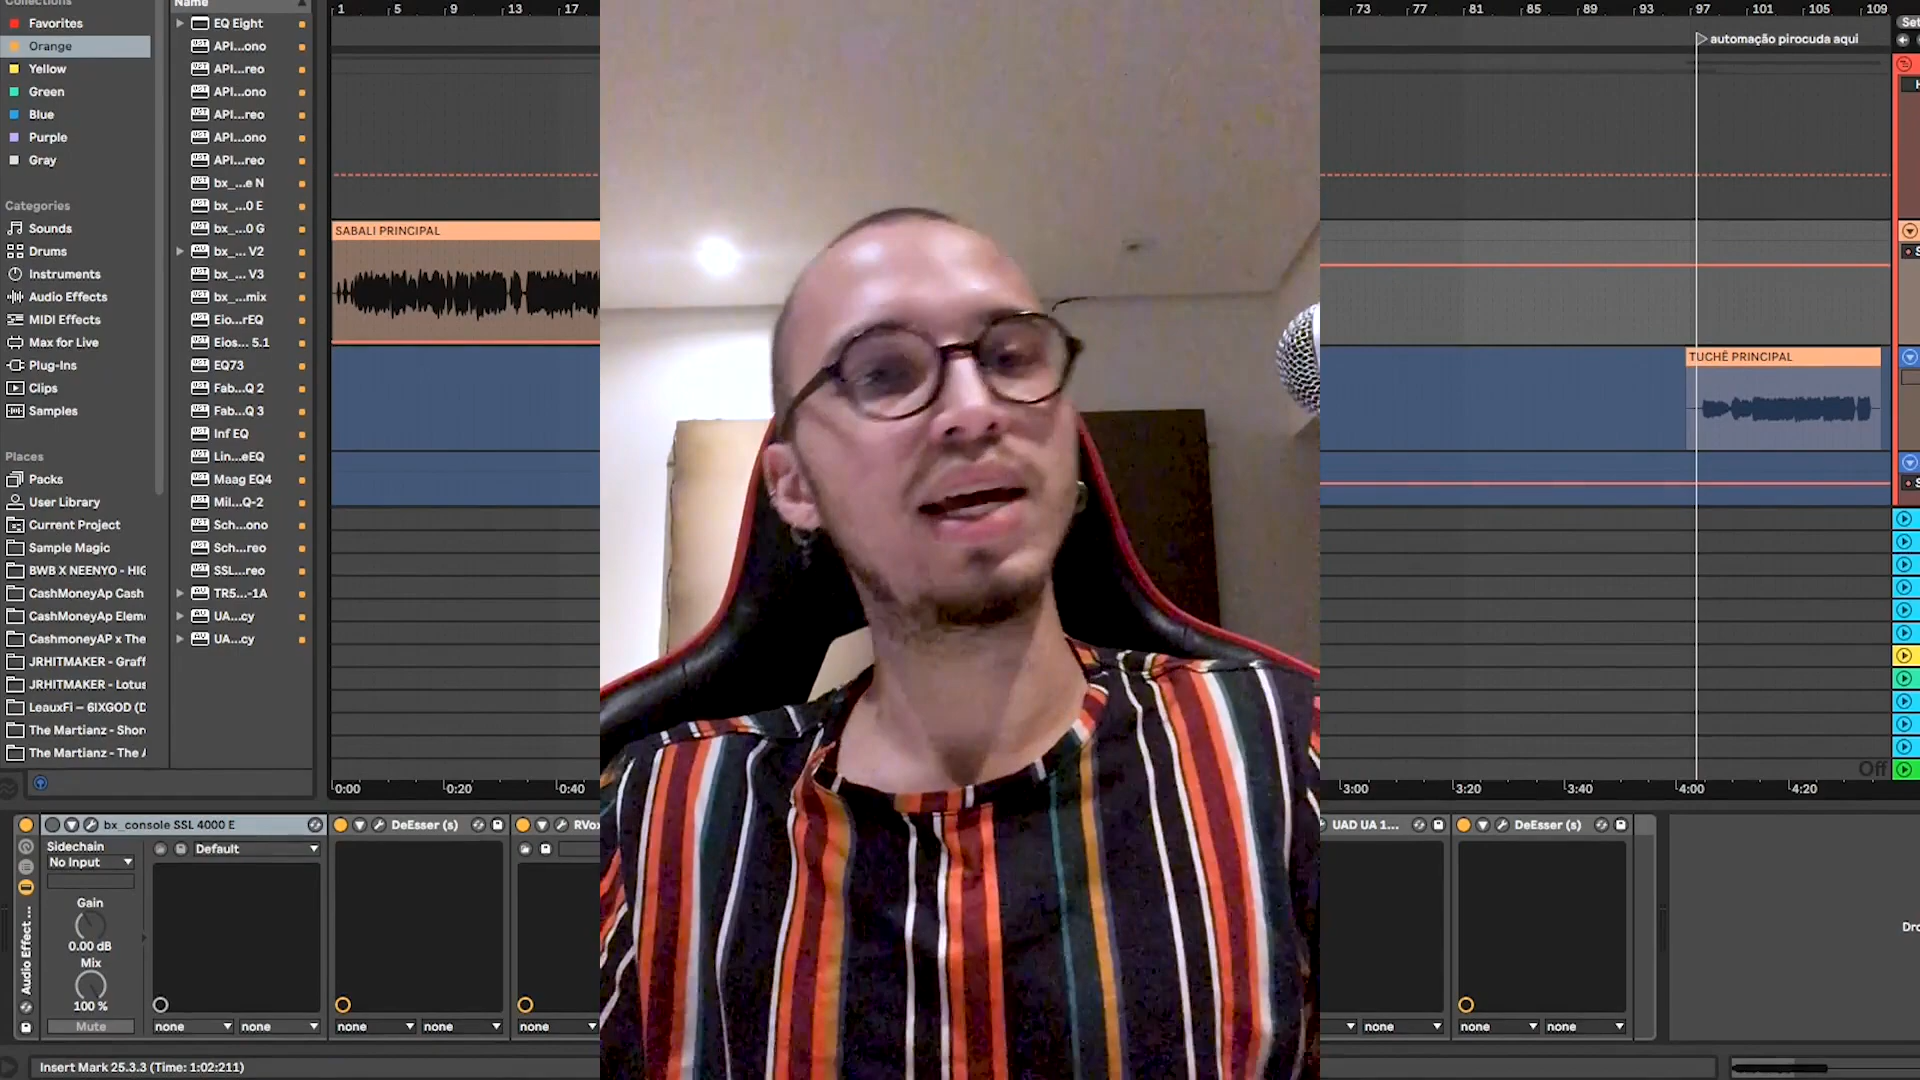 Collections
Favorites
Orange
Yellow
Green
Blue
Purple
Gray
Categories
Sounds
Drums
Instruments
Audio Effects
MIDI Effects
Max for Live
Plug-Ins
Clips
Samples
Places
Packs
User Library
Current Project
Sample Magic
BWB X NEENYO - HIG
CashMoneyAp Cash
CashMoneyAp Elem
CashmoneyAP x The
JRHITMAKER - Graff
JRHITMAKER - Lotus
LeauxFi – 6IXGOD (D
The Martianz - Shor
The Martianz - The A
Name
EQ Eight
API...ono
API...reo
API...ono
API...reo
API...ono
API...reo
bx_...e N
bx_...0 E
bx_...0 G
bx_... V2
bx_... V3
bx_...mix
Eio...rEQ
Eios... 5.1
EQ73
Fab...Q 2
Fab...Q 3
Inf EQ
Lin...eEQ
Maag EQ4
Mil...Q-2
Sch...ono
Sch...reo
SSL...reo
TR5...-1A
UA...cy
UA...cy
1 5 9 13 17
73 77 81 85 89 93 97 101 105 109
Set
automação pirocuda aqui
SABALI PRINCIPAL
TUCHÊ PRINCIPAL
Off
0:00 0:20 0:40
3:00 3:20 3:40 4:00 4:20
bx_console SSL 4000 E
Sidechain
No Input
Default
Gain
0.00 dB
Mix
100 %
Mute
none none
Audio Effect ...
DeEsser (s)
none none
RVox
none
UAD UA 1...
none
DeEsser (s)
none none
Dro
Insert Mark 25.3.3 (Time: 1:02:211)